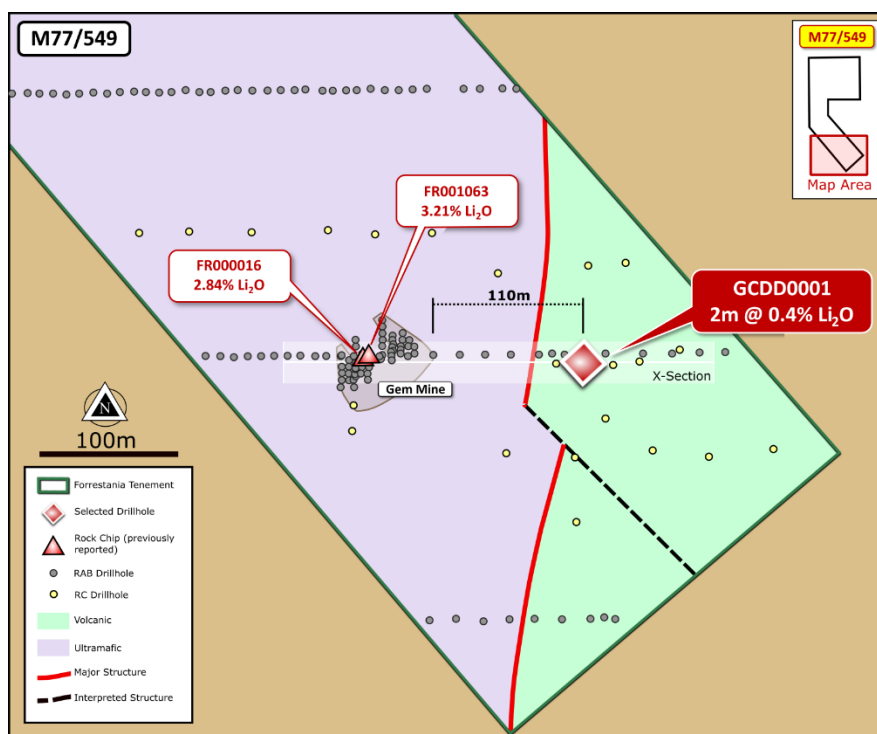 M77/549
M77/549
Map Area
FR001063
3.21% Li₂O
FR000016
2.84% Li₂O
110m
GCDD0001
2m @ 0.4% Li₂O
X-Section
Gem Mine
N
100m
LEGEND
Forrestania Tenement
Selected Drillhole
Rock Chip (previously
reported)
RAB Drillhole
RC Drillhole
Volcanic
Ultramafic
Major Structure
Interpreted Structure